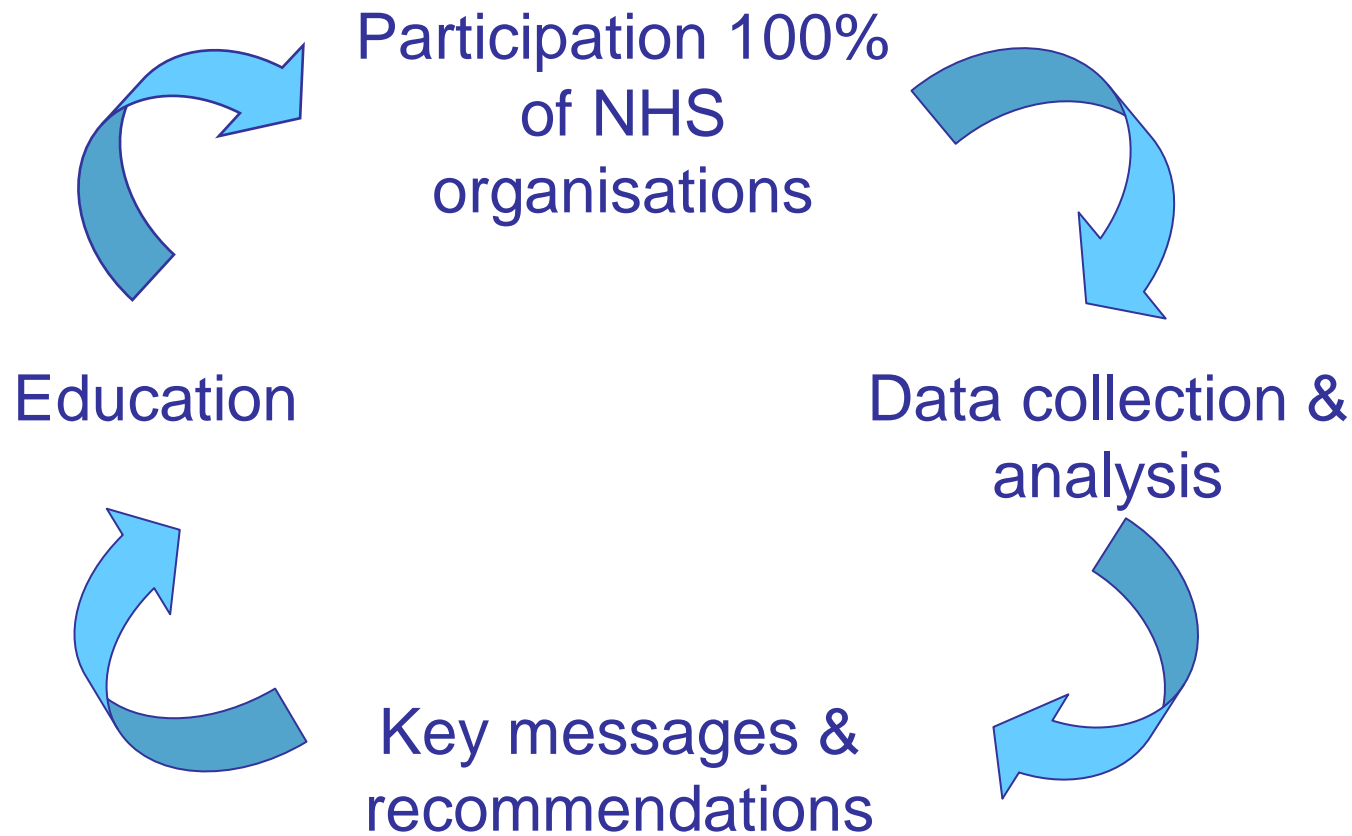 Participation 100%
of NHS
organisations
Education
Data collection &
analysis
Key messages &
recommendations